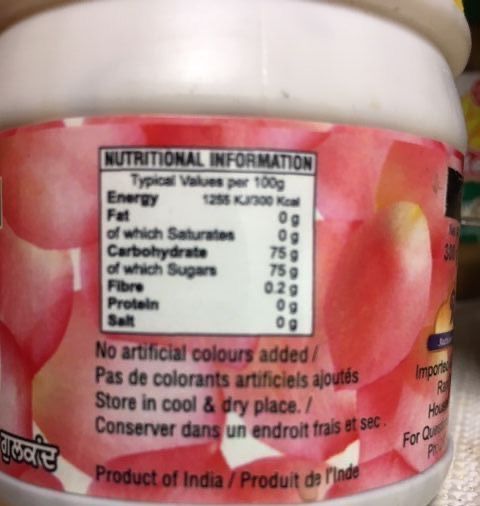 NUTRITIONAL INFORMATION
Typical Values per 100g
Energy 1255 KJ/300 Kcal
Fat 0 g
of which Saturates 0 g
Carbohydrate 75 g
of which Sugars 75 g
Fibre 0.2 g
Protein 0 g
Salt 0 g
No artificial colours added /
Pas de colorants artificiels ajoutés
Store in cool & dry place. /
Conserver dans un endroit frais et sec.
Product of India / Produit de l'Inde
ਗੁਲਕੰਦ
Imported
For